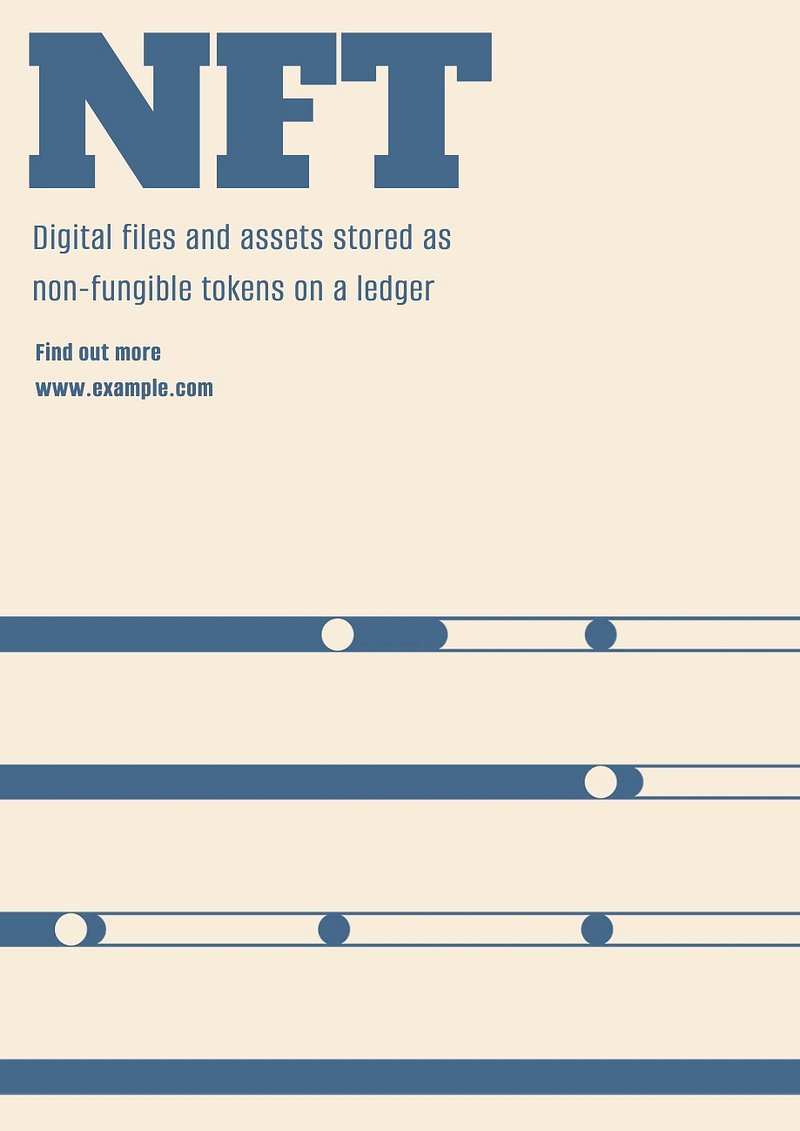 NFT
Digital files and assets stored as
non-fungible tokens on a ledger
Find out more
www.example.com